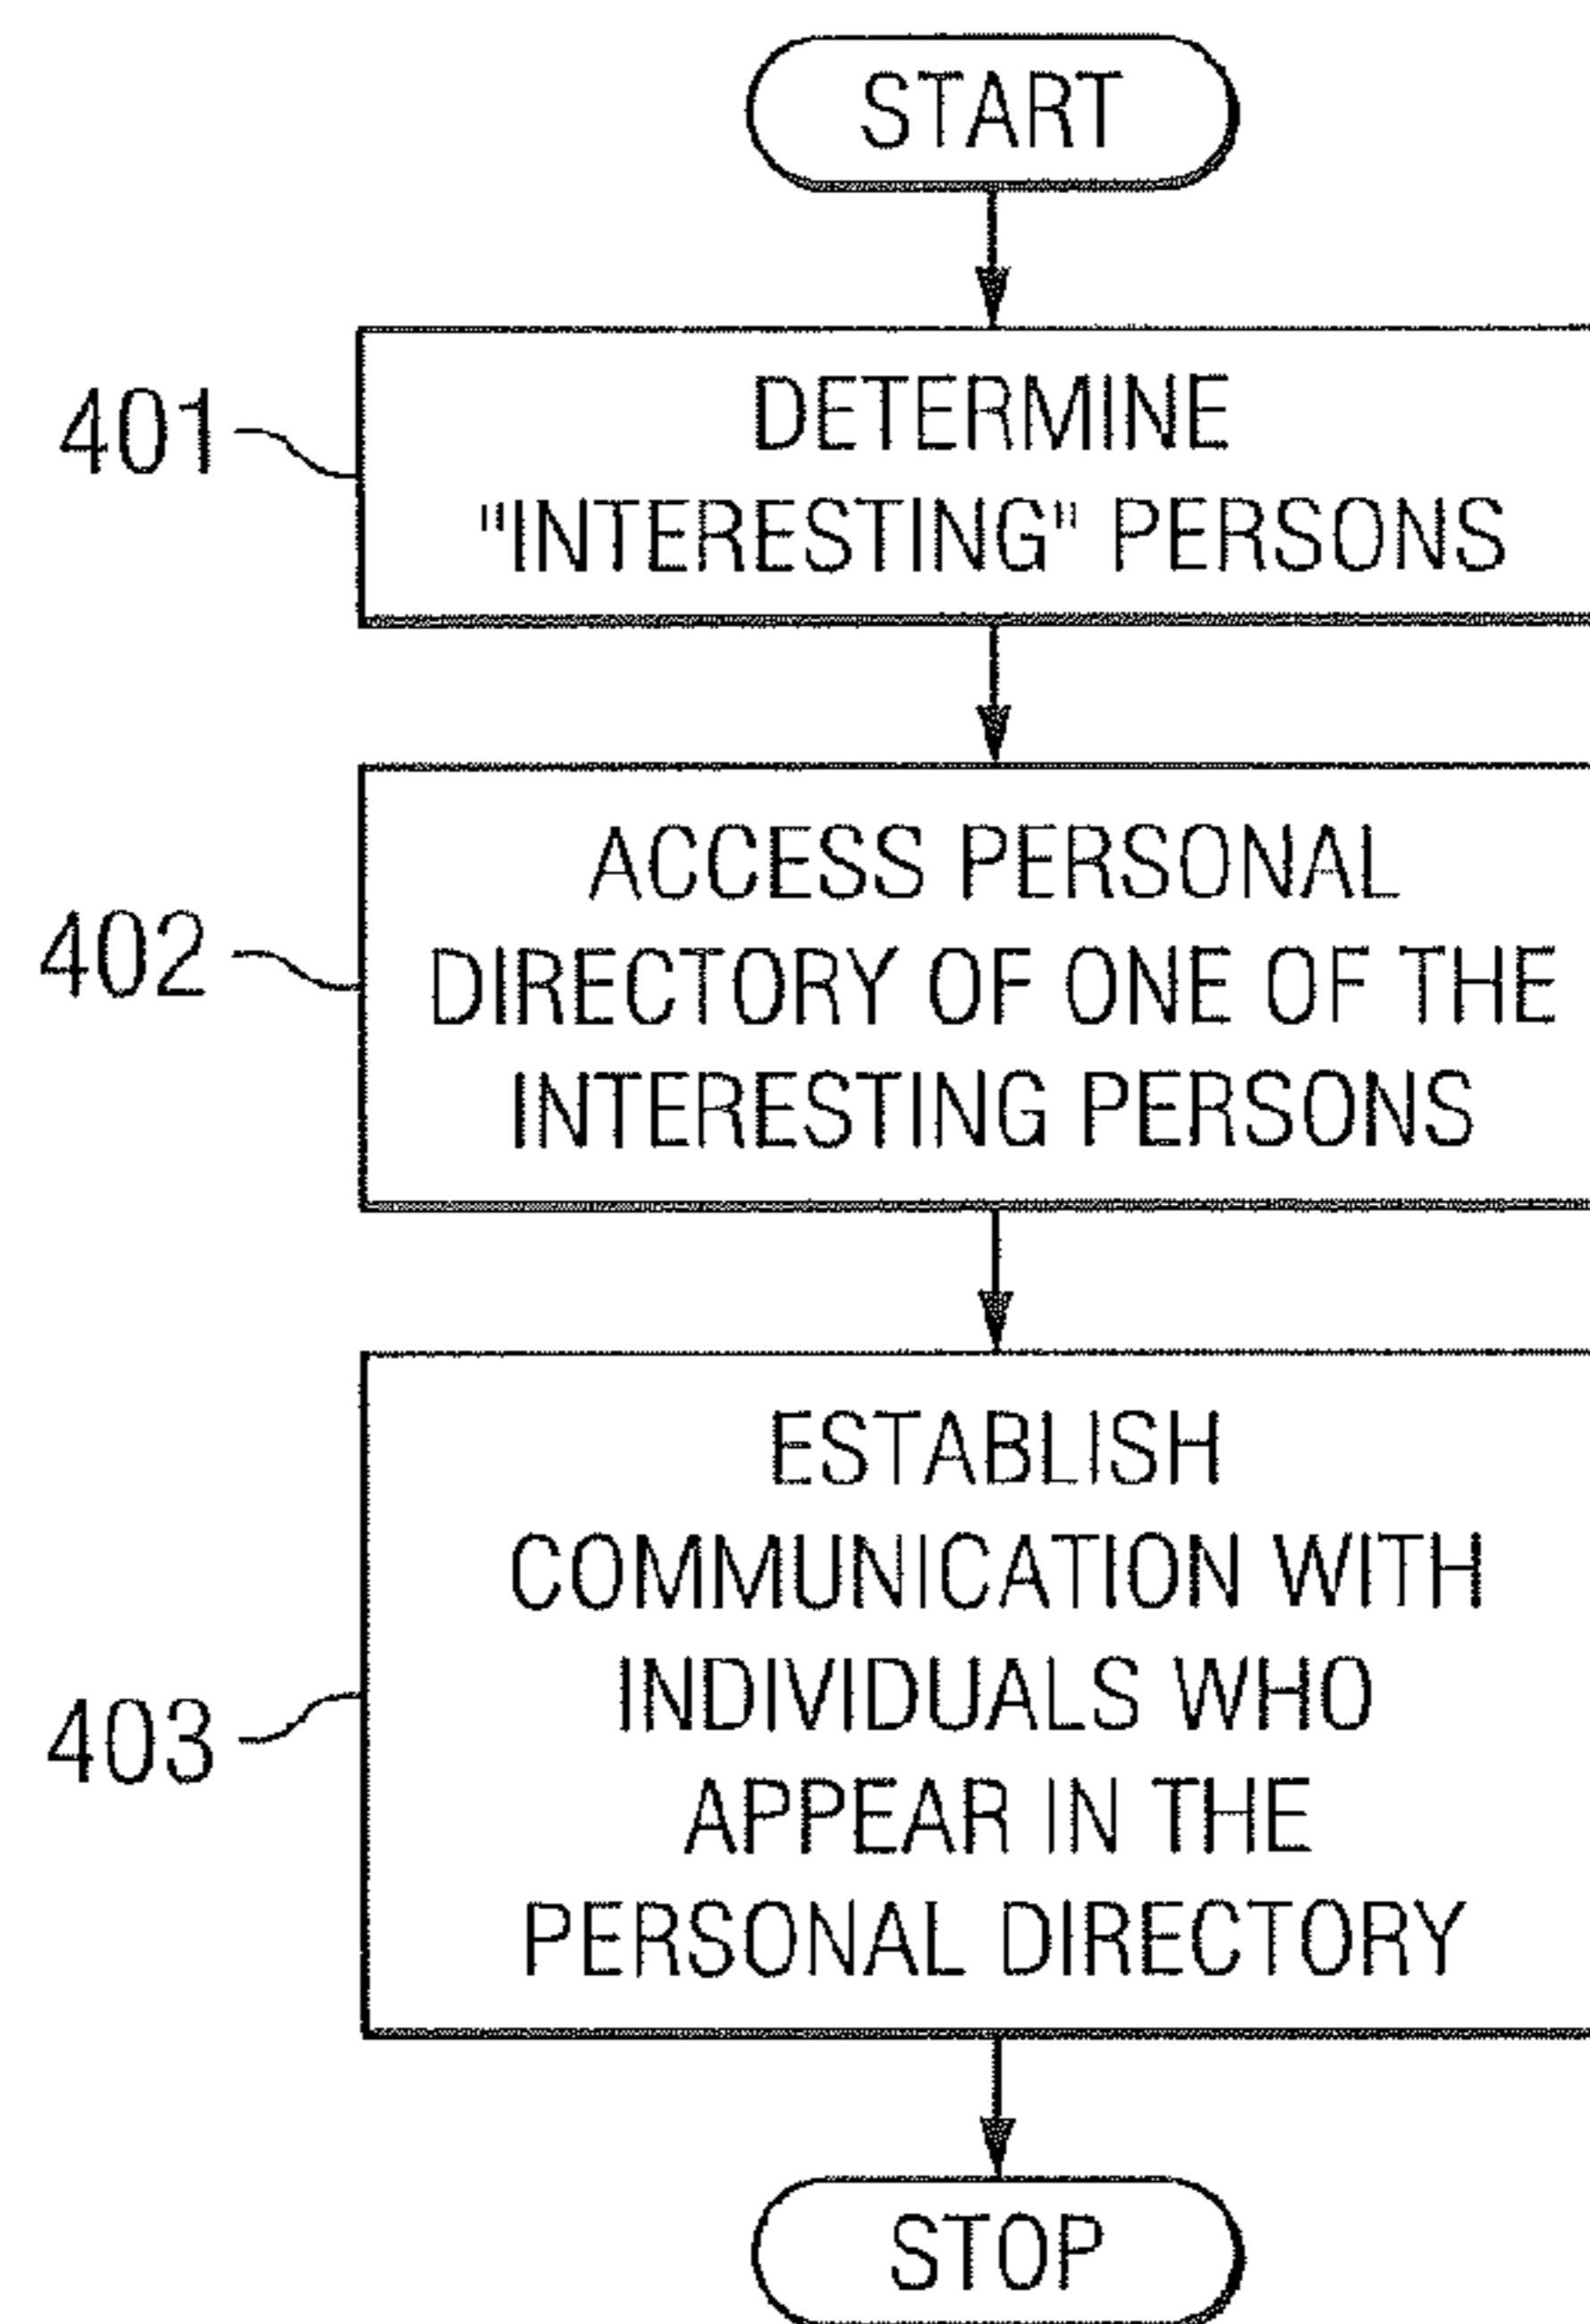 START
401
DETERMINE
"INTERESTING" PERSONS
402
ACCESS PERSONAL
DIRECTORY OF ONE OF THE
INTERESTING PERSONS
403
ESTABLISH
COMMUNICATION WITH
INDIVIDUALS WHO
APPEAR IN THE
PERSONAL DIRECTORY
STOP